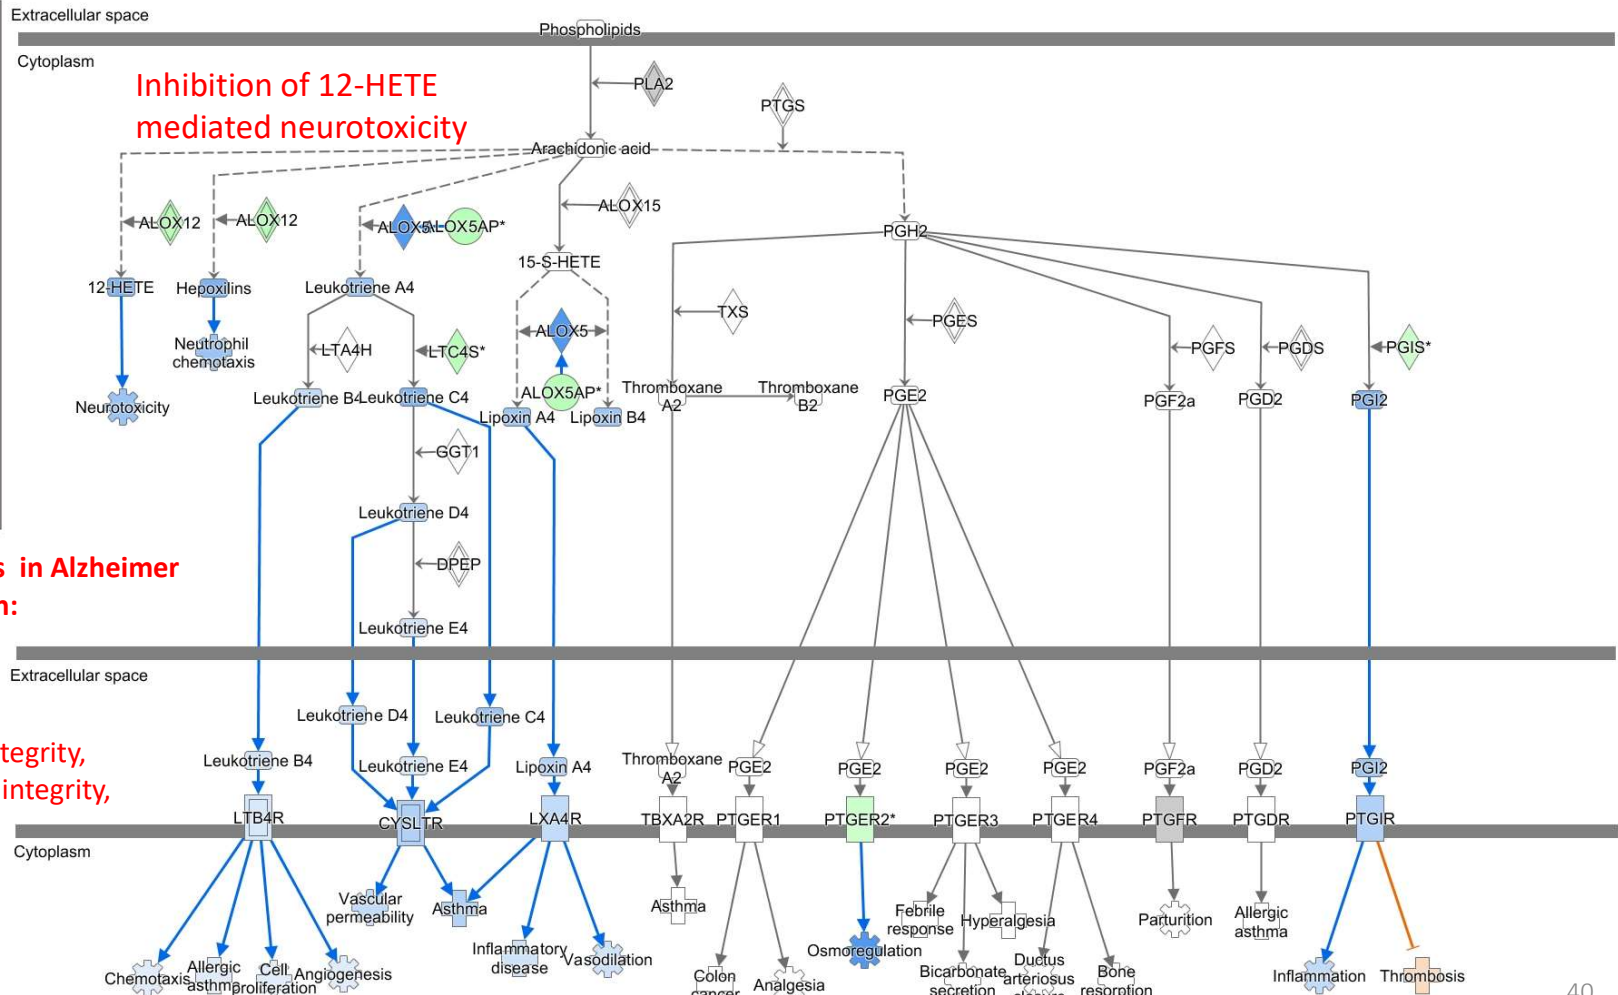 Extracellular space
Phospholipids
Cytoplasm
Inhibition of 12-HETE
mediated neurotoxicity
PLA2
PTGS
Arachidonic acid
ALOX12
ALOX12
ALOX5
ALOX5AP*
ALOX15
PGH2
15-S-HETE
12-HETE
Hepoxilins
Leukotriene A4
TXS
PGES
ALOX5
Neutrophil
chemotaxis
LTA4H
LTC4S*
PGFS
PGDS
PGIS*
ALOX5AP*
Neurotoxicity
Leukotriene B4
Leukotriene C4
Lipoxin A4
Lipoxin B4
Thromboxane
A2
Thromboxane
B2
PGE2
PGF2a
PGD2
PGI2
GGT1
Leukotriene D4
DPEP
s in Alzheimer
n:
Leukotriene E4
Extracellular space
Leukotriene D4
Leukotriene C4
tegrity,
integrity,
Leukotriene B4
Leukotriene E4
Lipoxin A4
Thromboxane
A2
PGE2
PGE2
PGE2
PGE2
PGF2a
PGD2
PGI2
LTB4R
CYSLTR
LXA4R
TBXA2R
PTGER1
PTGER2*
PTGER3
PTGER4
PTGFR
PTGDR
PTGIR
Cytoplasm
Vascular
permeability
Asthma
Asthma
Febrile
response
Hyperalgesia
Parturition
Allergic
asthma
Chemotaxis
Allergic
asthma
Cell
proliferation
Angiogenesis
Inflammatory
disease
Vasodilation
Colon
cancer
Analgesia
Osmoregulation
Bicarbonate
secretion
Ductus
arteriosus
closure
Bone
resorption
Inflammation
Thrombosis
40